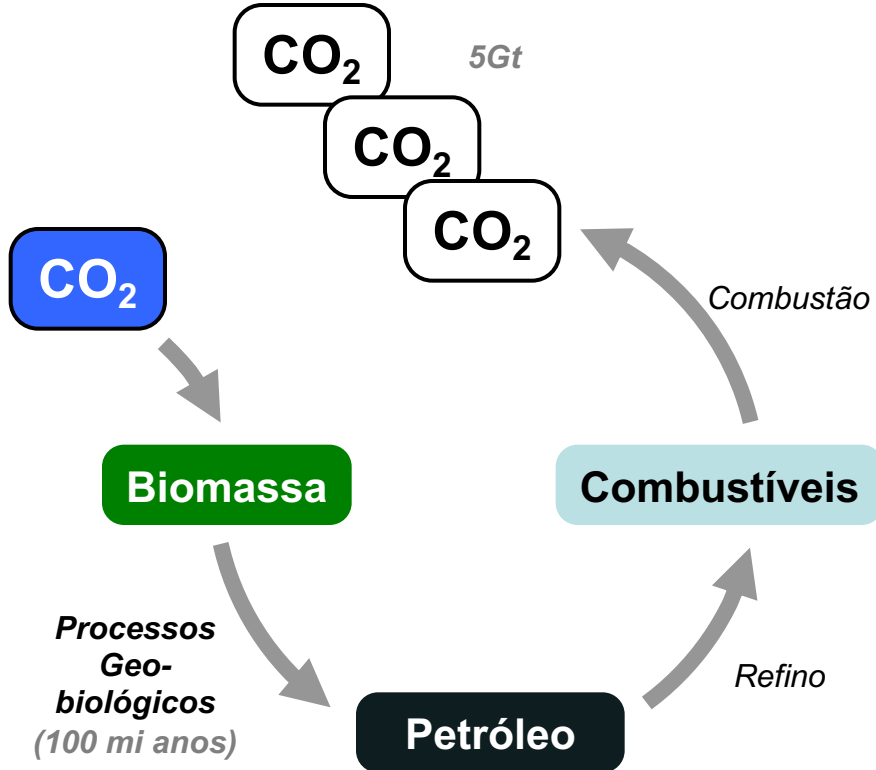 CO₂
5Gt
CO₂
CO₂
CO₂
Combustão
Biomassa
Combustíveis
Processos
Geo-
biológicos
(100 mi anos)
Refino
Petróleo